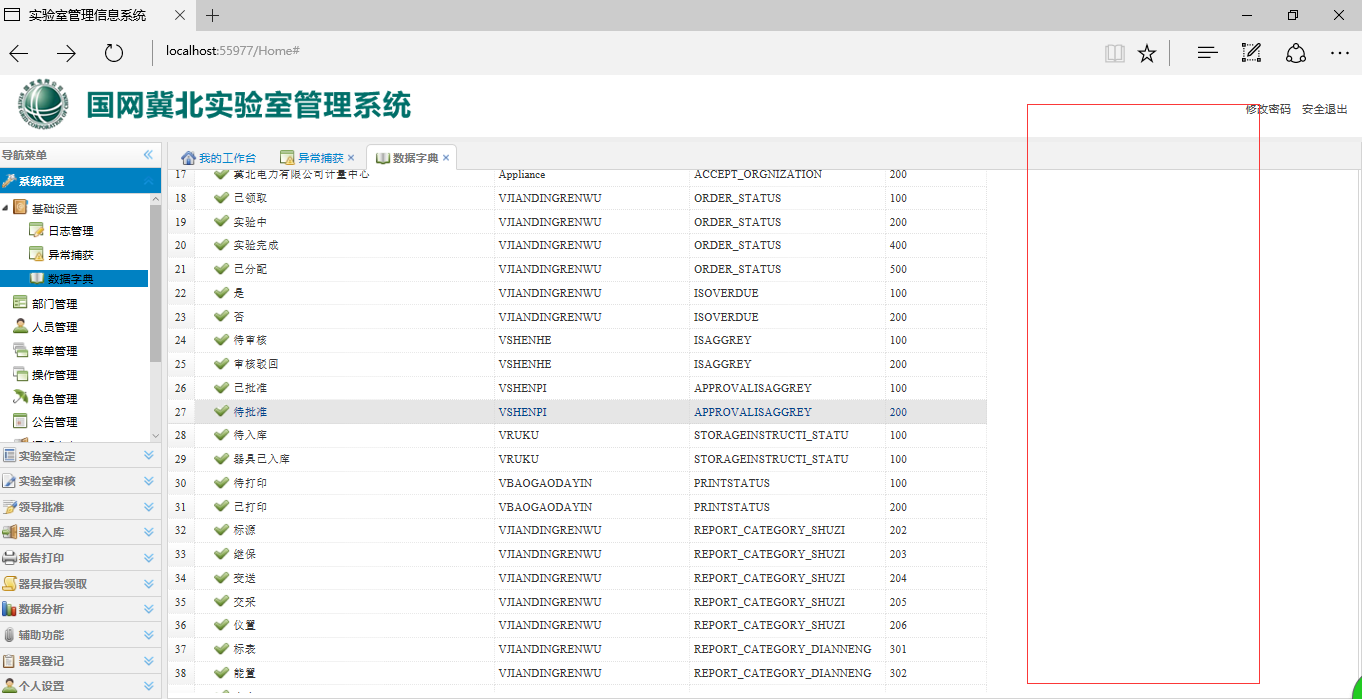 实验室管理信息系统
localhost:55977/Home#
国网冀北实验室管理系统
修改密码 安全退出
导航菜单
我的工作台 异常捕获 数据字典
系统设置
基础设置
日志管理
异常捕获
数据字典
部门管理
人员管理
菜单管理
操作管理
角色管理
公告管理
实验室检定
实验室审核
领导批准
器具入库
报告打印
器具报告领取
数据分析
辅助功能
器具登记
个人设置
17 冀北电力有限公司计量中心 Appliance ACCEPT_ORGNIZATION 200
18 已领取 VJIANDINGRENWU ORDER_STATUS 100
19 实验中 VJIANDINGRENWU ORDER_STATUS 200
20 实验完成 VJIANDINGRENWU ORDER_STATUS 400
21 已分配 VJIANDINGRENWU ORDER_STATUS 500
22 是 VJIANDINGRENWU ISOVERDUE 100
23 否 VJIANDINGRENWU ISOVERDUE 200
24 待审核 VSHENHE ISAGGREY 100
25 审核驳回 VSHENHE ISAGGREY 200
26 已批准 VSHENPI APPROVALISAGGREY 100
27 待批准 VSHENPI APPROVALISAGGREY 200
28 待入库 VRUKU STORAGEINSTRUCTI_STATU 100
29 器具已入库 VRUKU STORAGEINSTRUCTI_STATU 100
30 待打印 VBAOGAODAYIN PRINTSTATUS 100
31 已打印 VBAOGAODAYIN PRINTSTATUS 200
32 标源 VJIANDINGRENWU REPORT_CATEGORY_SHUZI 202
33 继保 VJIANDINGRENWU REPORT_CATEGORY_SHUZI 203
34 变送 VJIANDINGRENWU REPORT_CATEGORY_SHUZI 204
35 交采 VJIANDINGRENWU REPORT_CATEGORY_SHUZI 205
36 仪置 VJIANDINGRENWU REPORT_CATEGORY_SHUZI 206
37 标表 VJIANDINGRENWU REPORT_CATEGORY_DIANNENG 301
38 能置 VJIANDINGRENWU REPORT_CATEGORY_DIANNENG 302